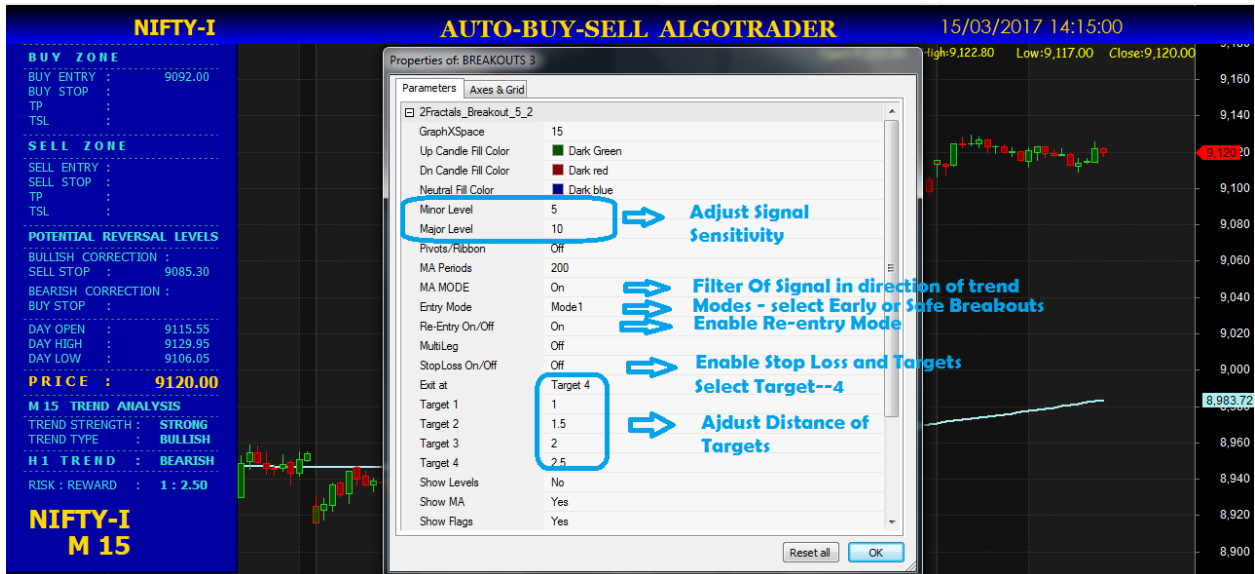 NIFTY-I
AUTO-BUY-SELL ALGOTRADER
15/03/2017 14:15:00
BUY ZONE
BUY ENTRY : 9092.00
BUY STOP :
TP :
TSL :
SELL ZONE
SELL ENTRY :
SELL STOP :
TP :
TSL :
POTENTIAL REVERSAL LEVELS
BULLISH CORRECTION :
SELL STOP : 9085.30
BEARISH CORRECTION :
BUY STOP :
DAY OPEN : 9115.55
DAY HIGH : 9129.95
DAY LOW : 9106.05
PRICE : 9120.00
M 15 TREND ANALYSIS
TREND STRENGTH : STRONG
TREND TYPE : BULLISH
H1 TREND : BEARISH
RISK : REWARD : 1 : 2.50
NIFTY-I
M 15
Properties of: BREAKOUTS 3
Parameters Axes & Grid
2Fractals_Breakout_5_2
GraphXSpace 15
Up Candle Fill Color Dark Green
Dn Candle Fill Color Dark red
Neutral Fill Color Dark blue
Minor Level 5
Major Level 10
Pivots/Ribbon Off
MA Periods 200
MA MODE On
Entry Mode Mode1
Re-Entry On/Off On
MultiLeg Off
StopLoss On/Off Off
Exit at Target 4
Target 1 1
Target 2 1.5
Target 3 2
Target 4 2.5
Show Levels No
Show MA Yes
Show Flags Yes
Reset all OK
Adjust Signal
Sensitivity
Filter Of Signal in direction of trend
Modes - select Early or Safe Breakouts
Enable Re-entry Mode
Enable Stop Loss and Targets
Select Target--4
Ajdust Distance of
Targets
High:9,122.80 Low:9,117.00 Close:9,120.00
9,160
9,140
9,120
9,100
9,080
9,060
9,040
9,020
9,000
8,983.72
8,960
8,940
8,920
8,900